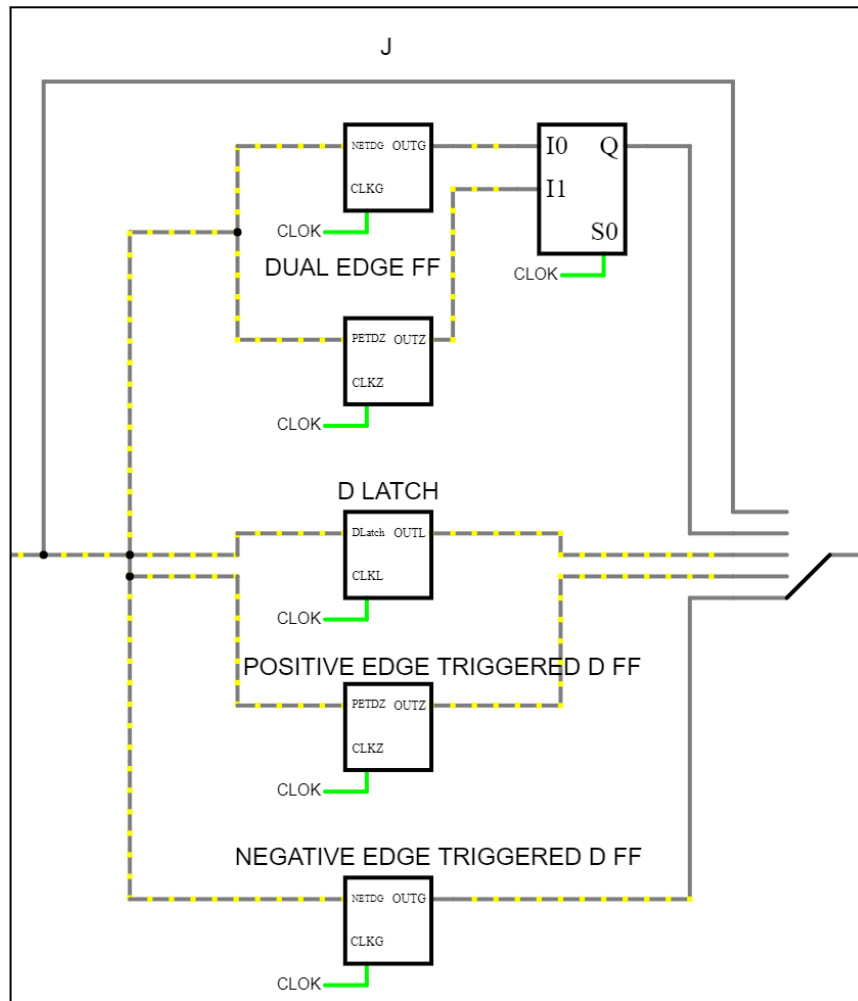 J
NETDG OUTG
CLKG
CLOK
I0 Q
I1
S0
CLOK
DUAL EDGE FF
PETDZ OUTZ
CLKZ
CLOK
D LATCH
DLatch OUTL
CLKL
CLOK
POSITIVE EDGE TRIGGERED D FF
PETDZ OUTZ
CLKZ
CLOK
NEGATIVE EDGE TRIGGERED D FF
NETDG OUTG
CLKG
CLOK